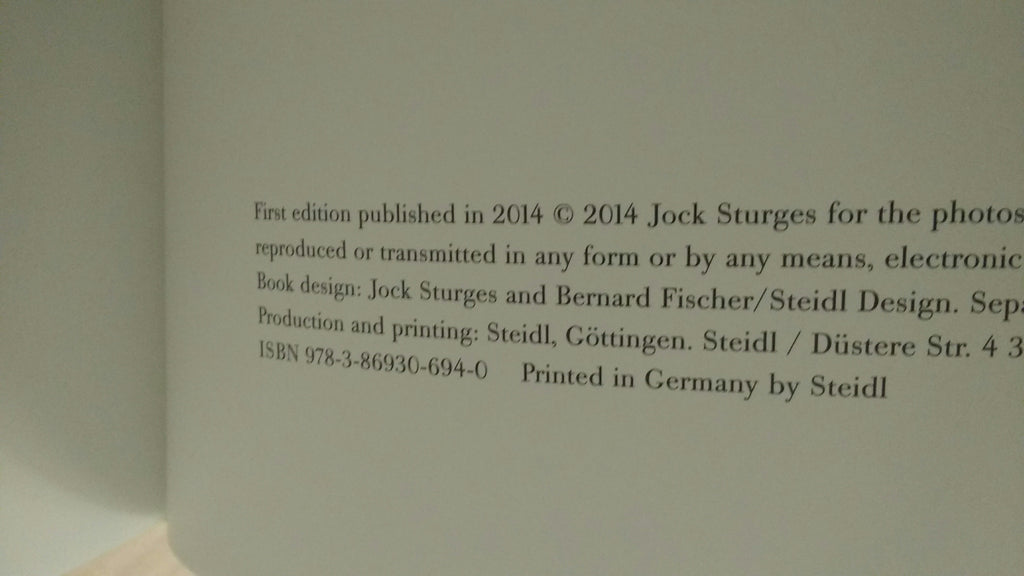 First edition published in 2014 © 2014 Jock Sturges for the photos
reproduced or transmitted in any form or by any means, electronic
Book design: Jock Sturges and Bernard Fischer/Steidl Design. Sepa
Production and printing: Steidl, Göttingen. Steidl / Düstere Str. 4 3
ISBN 978-3-86930-694-0 Printed in Germany by Steidl